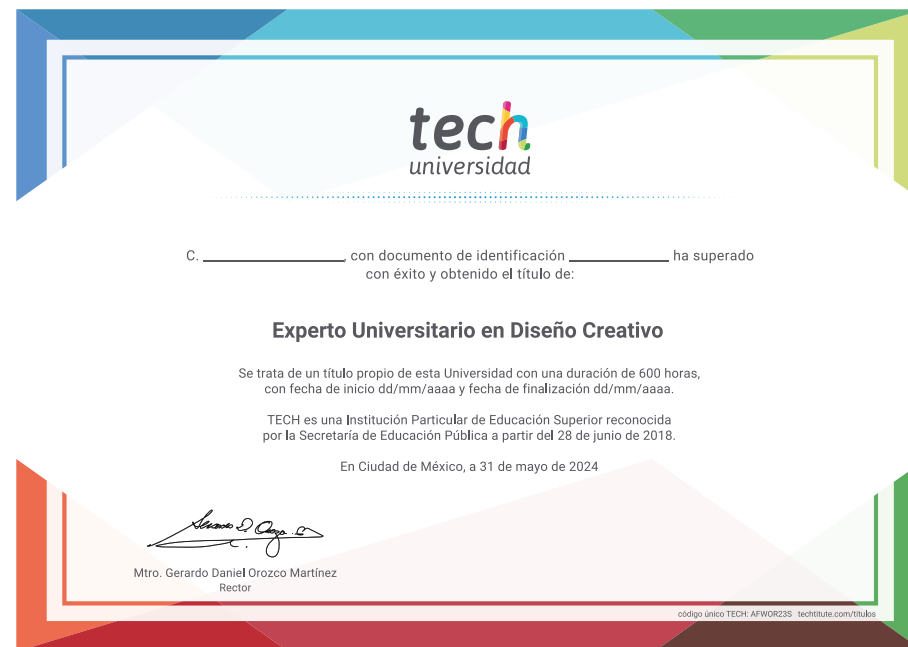 tech
universidad
C. ____________, con documento de identificación ____________ ha superado
con éxito y obtenido el título de:
Experto Universitario en Diseño Creativo
Se trata de un título propio de esta Universidad con una duración de 600 horas,
con fecha de inicio dd/mm/aaaa y fecha de finalización dd/mm/aaaa.
TECH es una Institución Particular de Educación Superior reconocida
por la Secretaría de Educación Pública a partir del 28 de junio de 2018.
En Ciudad de México, a 31 de mayo de 2024
Mtro. Gerardo Daniel Orozco Martínez
Rector
código único TECH: AFWOR23S techtitute.com/titulos